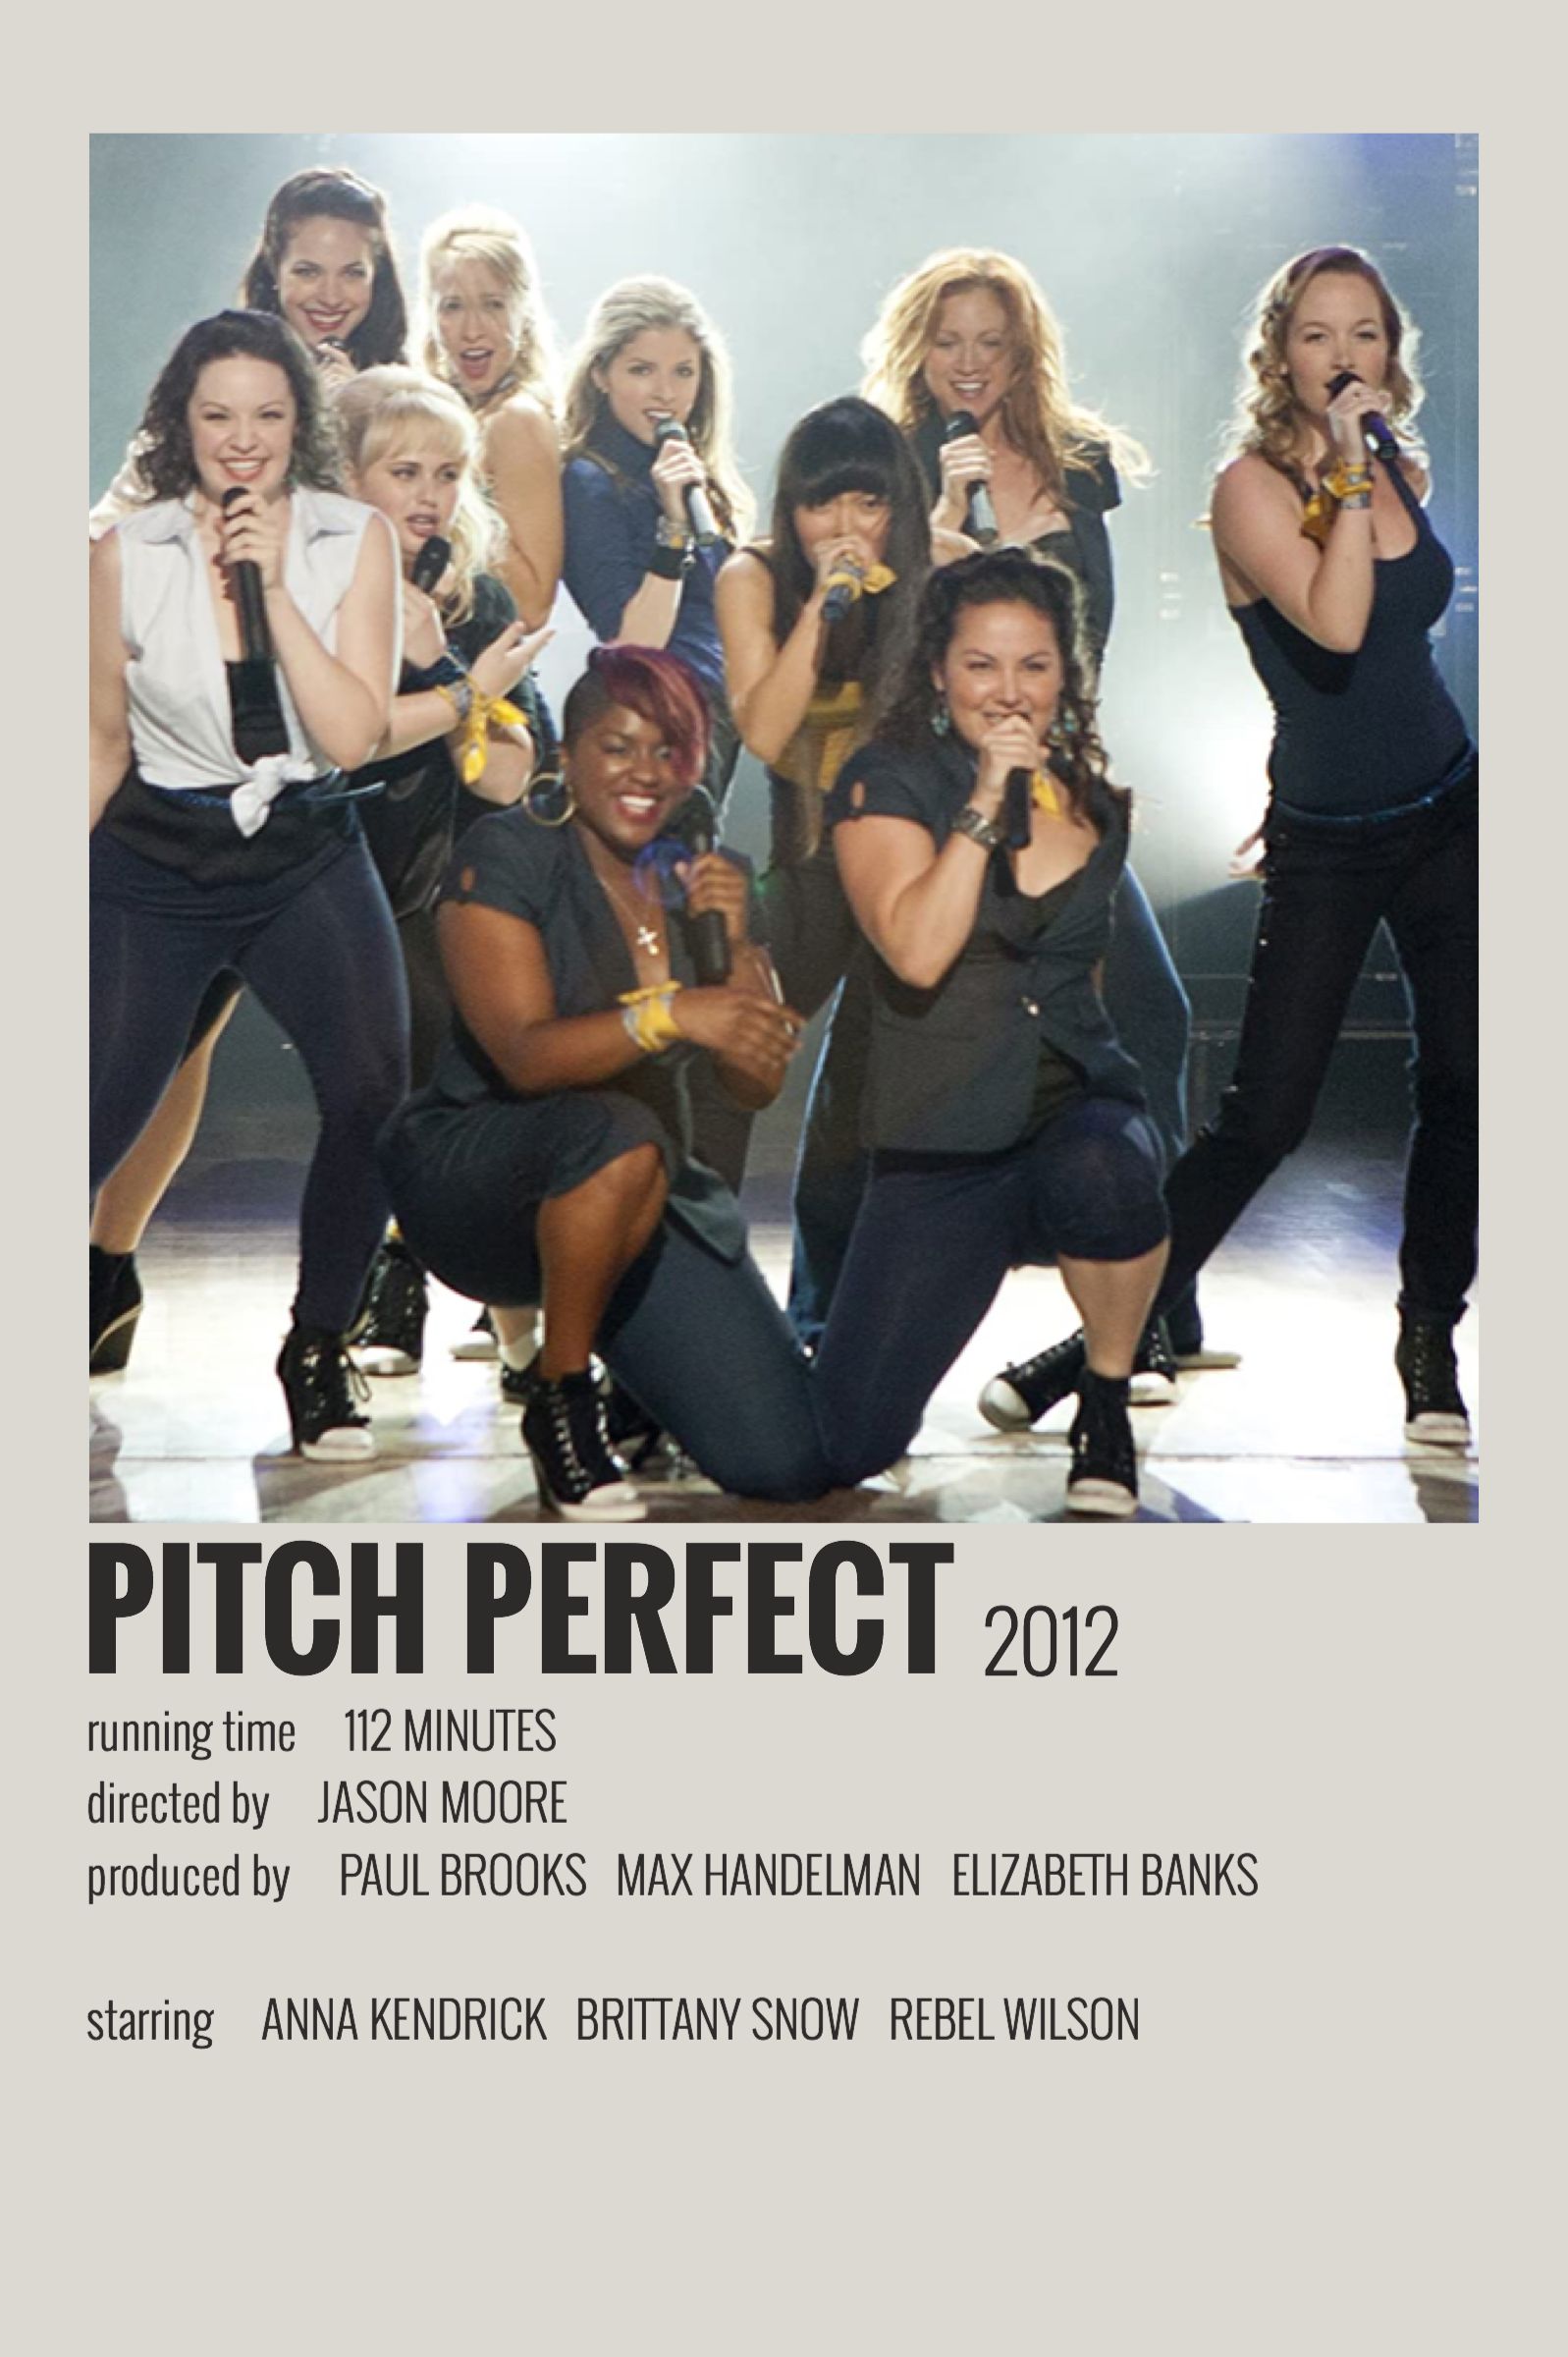 PITCH PERFECT 2012
running time 112 MINUTES
directed by JASON MOORE
produced by PAUL BROOKS MAX HANDELMAN ELIZABETH BANKS
starring ANNA KENDRICK BRITTANY SNOW REBEL WILSON